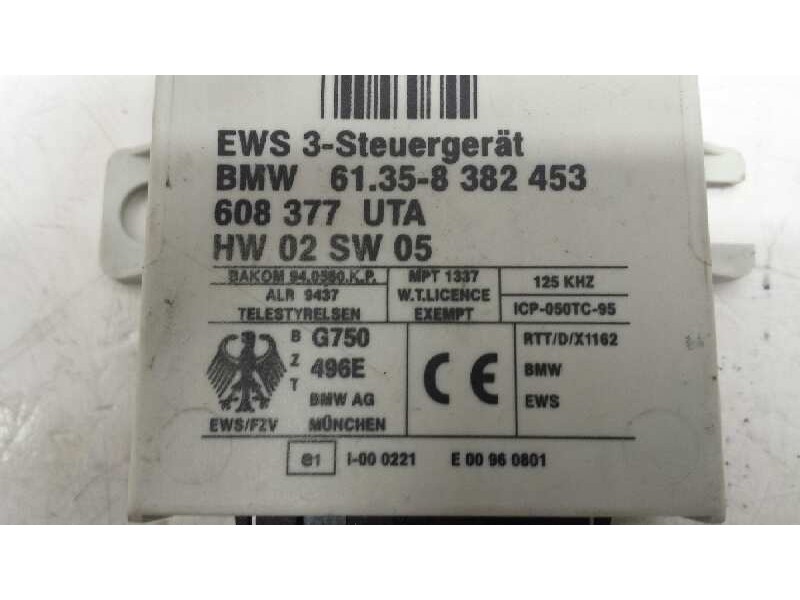 EWS 3-Steuergerät
BMW 61.35-8 382 453
608 377 UTA
HW 02 SW 05
BAKOM 94.0580.K.P.
ALR 9437
TELESTYRELSEN
MPT 1337
W.T.LICENCE
EXEMPT
125 KHZ
ICP-050TC-95
B Z T
G750
496E
BMW AG
EWS/FZV MÜNCHEN
CE
RTT/D/X1162
BMW
EWS
e1 I-00 0221 E 00 96 0801